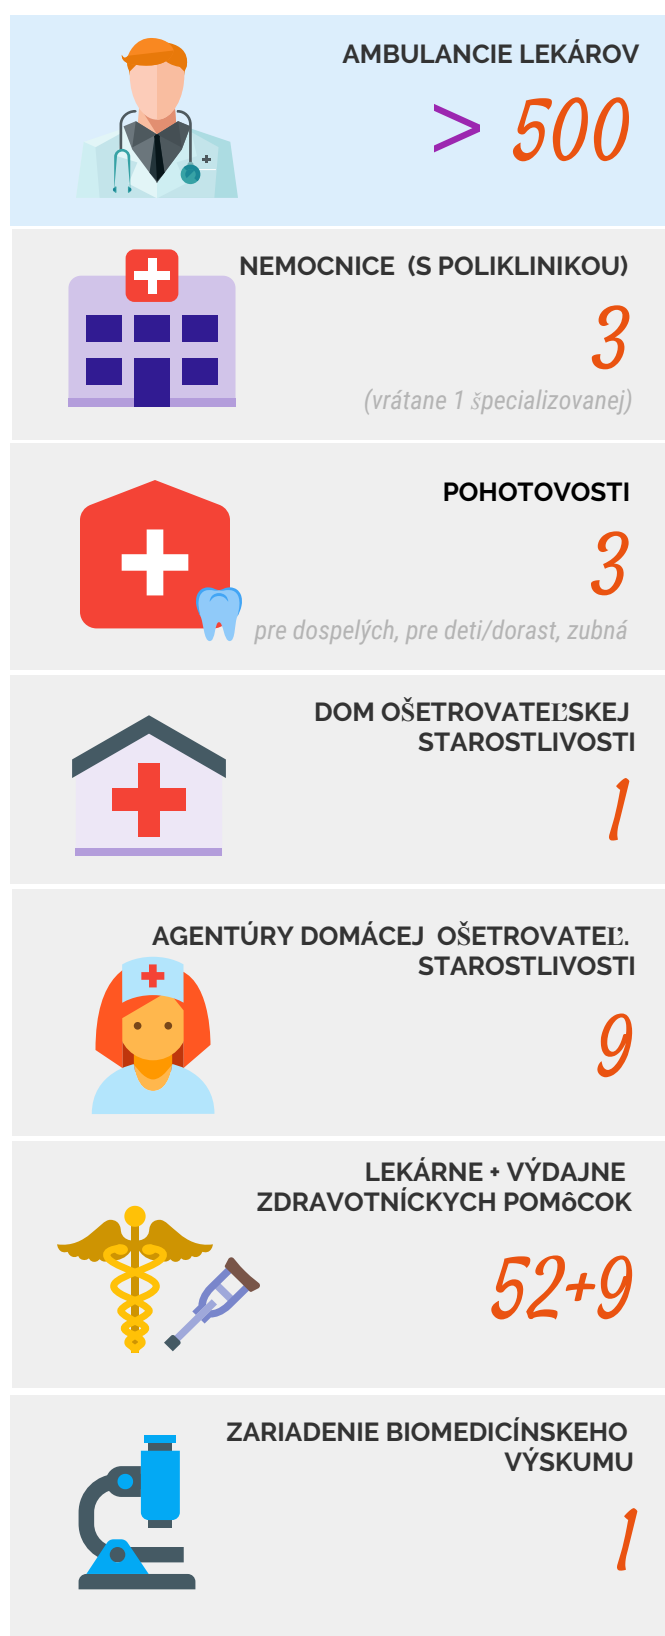 AMBULANCIE LEKÁROV
> 500
NEMOCNICE (S POLIKLINIKOU)
3
(vrátane 1 špecializovanej)
POHOTOVOSTI
3
pre dospelých, pre deti/dorast, zubná
DOM OŠETROVATEĽSKEJ
STAROSTLIVOSTI
1
AGENTÚRY DOMÁCEJ OŠETROVATEĽ.
STAROSTLIVOSTI
9
LEKÁRNE + VÝDAJNE
ZDRAVOTNÍCKYCH POMôCOK
52+9
ZARIADENIE BIOMEDICÍNSKEHO
VÝSKUMU
1